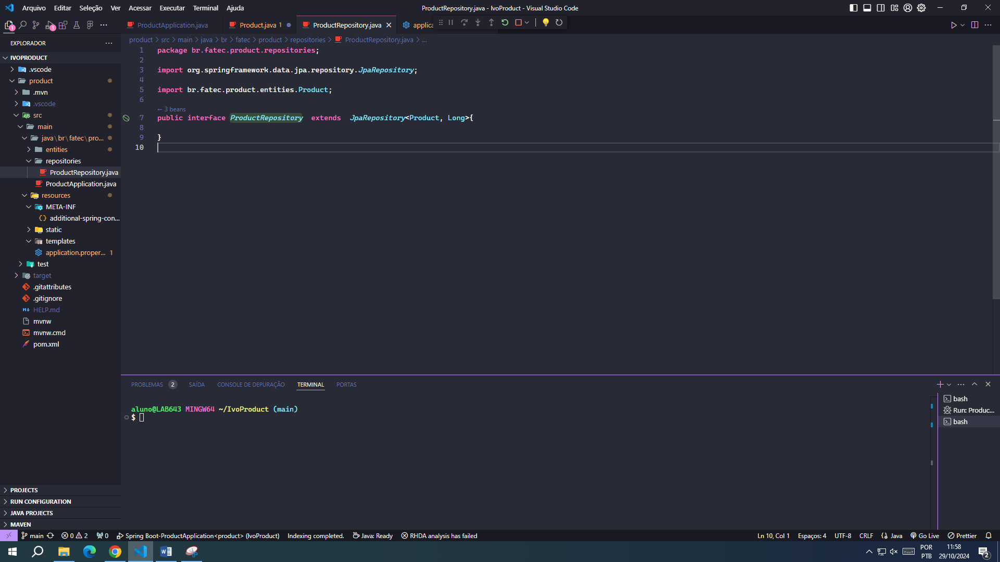 Arquivo Editar Seleção Ver Acessar Executar Terminal Ajuda
ProductRepository.java - IvoProduct - Visual Studio Code
1
1
ProductApplication.java
Product.java 1
ProductRepository.java
applica
EXPLORADOR
product > src > main > java > br > fatec > product > repositories > ProductRepository.java > ...
IVOPRODUCT
.vscode
product
.mvn
.vscode
src
main
java\br\fatec\pro...
entities
repositories
ProductRepository.java
ProductApplication.java
resources
META-INF
additional-spring-con...
static
templates
application.proper... 1
test
target
.gitattributes
.gitignore
HELP.md
mvnw
mvnw.cmd
pom.xml
PROJECTS
RUN CONFIGURATION
JAVA PROJECTS
MAVEN
1 package br.fatec.product.repositories;
2
3 import org.springframework.data.jpa.repository.JpaRepository;
4
5 import br.fatec.product.entities.Product;
6
← 3 beans
7 public interface ProductRepository  extends  JpaRepository<Product, Long>{
8
9 }
10
PROBLEMAS 2 SAÍDA CONSOLE DE DEPURAÇÃO TERMINAL PORTAS
aluno@LAB643 MINGW64 ~/IvoProduct (main)
$
bash
Run: Produc...
bash
main 0 2 0 Spring Boot-ProductApplication<product> (IvoProduct) Indexing completed. Java: Ready RHDA analysis has failed
Ln 10, Col 1 Espaços: 4 UTF-8 CRLF Java Go Live Prettier
POR
PTB
11:58
29/10/2024
2